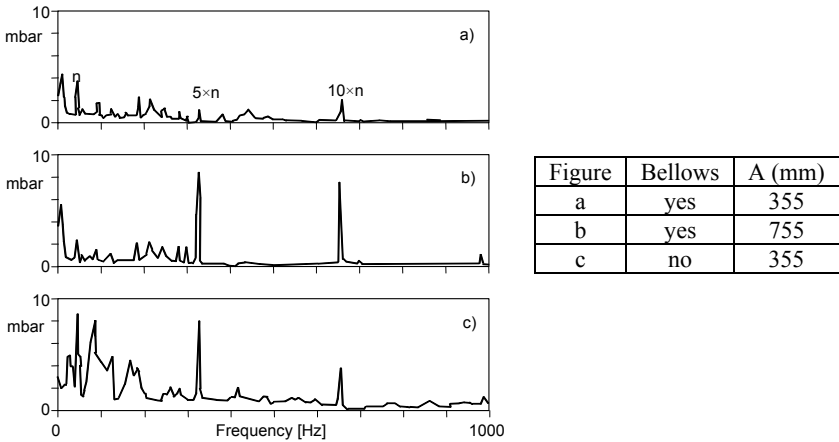 10
mbar
a)
n
5×n
10×n
0
10
mbar
b)
0
10
mbar
c)
0
0
Frequency [Hz]
1000
Figure Bellows A (mm)
a yes 355
b yes 755
c no 355